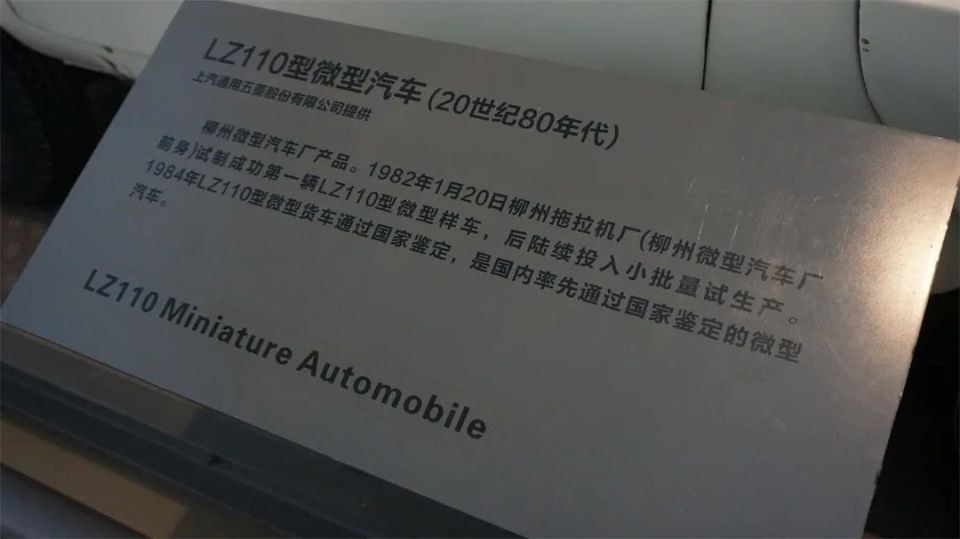 LZ110型微型汽车(20世纪80年代)
上汽通用五菱股份有限公司提供
柳州微型汽车厂产品。1982年1月20日柳州拖拉机厂(柳州微型汽车厂
前身)试制成功第一辆LZ110型微型样车，后陆续投入小批量试生产。
1984年LZ110型微型货车通过国家鉴定，是国内率先通过国家鉴定的微型
汽车。
LZ110 Miniature Automobile